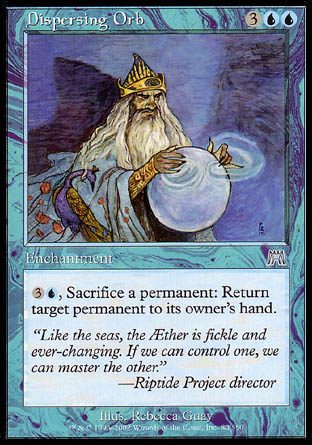 Dispersing Orb 3
Enchantment
3, Sacrifice a permanent: Return
target permanent to its owner's hand.
"Like the seas, the Æther is fickle and
ever-changing. If we can control one, we
can master the other."
—Riptide Project director
Illus. Rebecca Guay
™ & © 1993–2002 Wizards of the Coast, Inc. 80/350